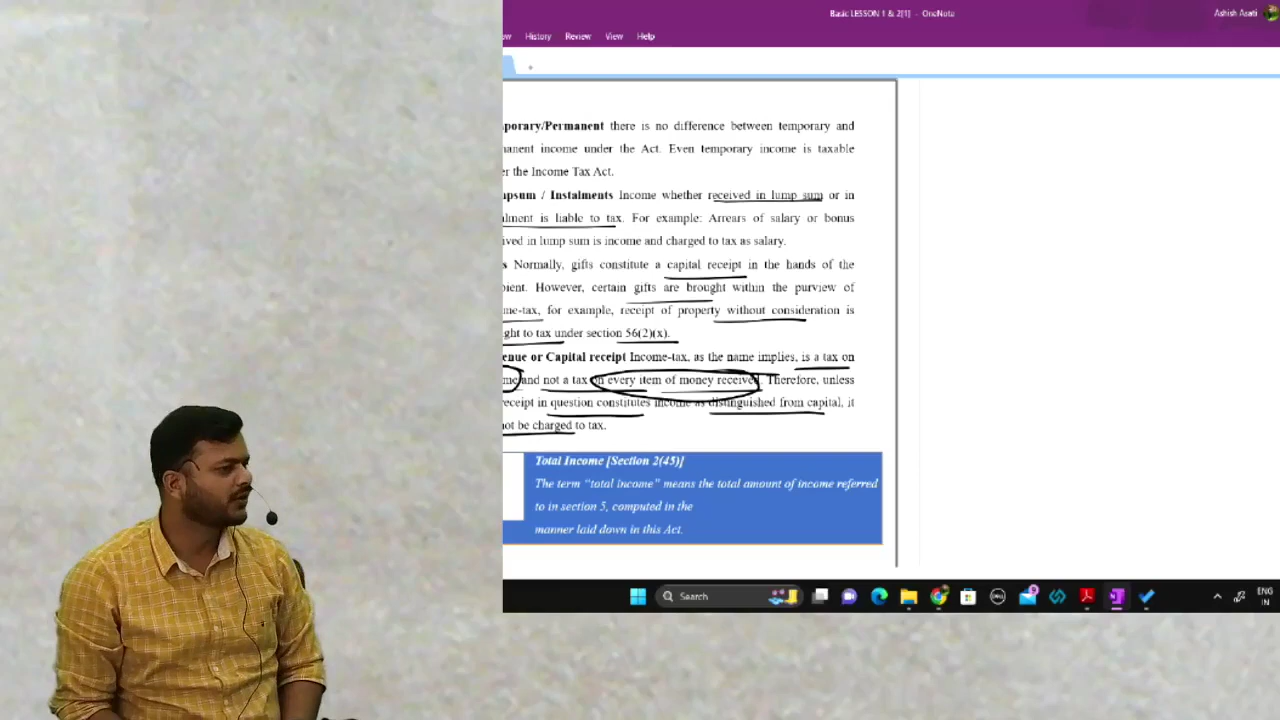 Basic LESSON 1 & 2[1] - OneNote
Ashish Asati
History Review View Help
porary/Permanent there is no difference between temporary and
anent income under the Act. Even temporary income is taxable
er the Income Tax Act.
psum / Instalments Income whether received in lump sum or in
lment is liable to tax. For example: Arrears of salary or bonus
ived in lump sum is income and charged to tax as salary.
s Normally, gifts constitute a capital receipt in the hands of the
pient. However, certain gifts are brought within the purview of
me-tax, for example, receipt of property without consideration is
ght to tax under section 56(2)(x).
enue or Capital receipt Income-tax, as the name implies, is a tax on
me and not a tax on every item of money received. Therefore, unless
receipt in question constitutes income as distinguished from capital, it
not be charged to tax.
Total Income [Section 2(45)]
The term “total income” means the total amount of income referred
to in section 5, computed in the
manner laid down in this Act.
Search
ENG
IN